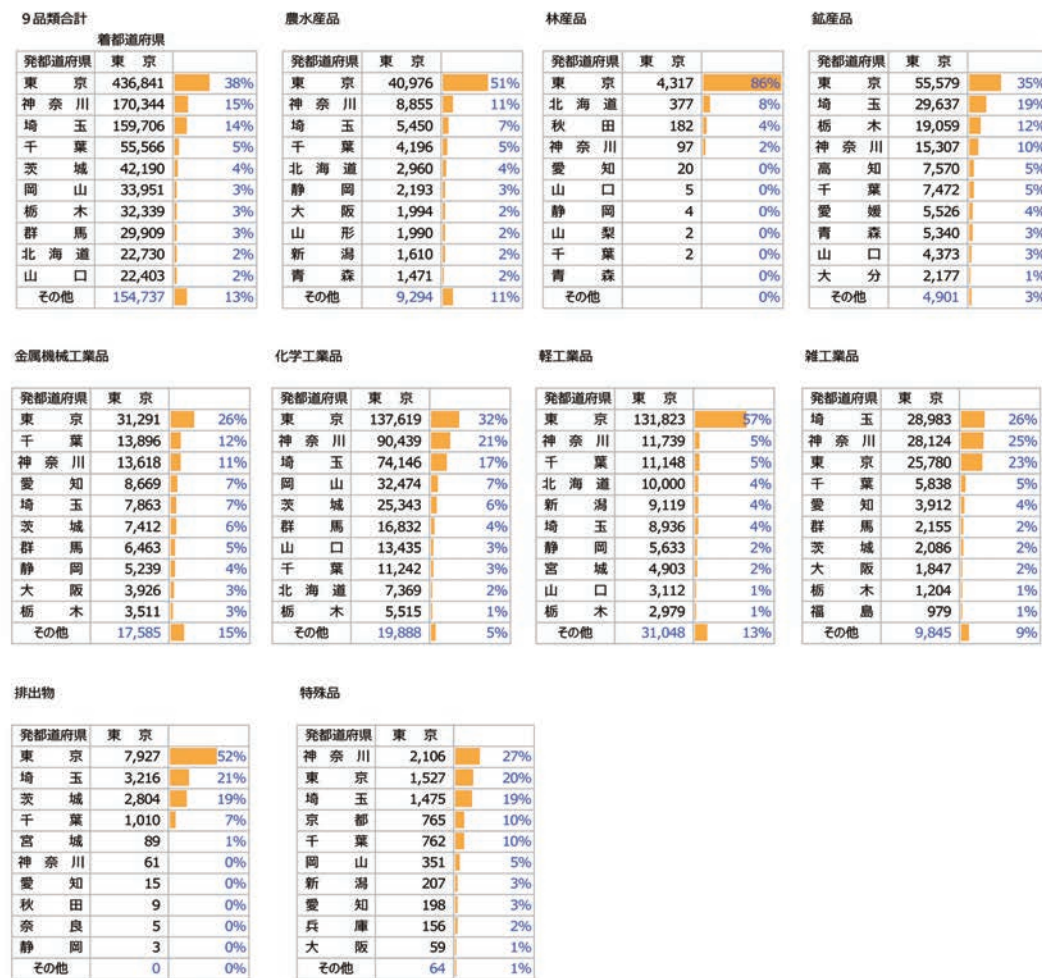 ９品類合計
着都道府県
発都道府県 東京
東京 436,841 38%
神奈川 170,344 15%
埼玉 159,706 14%
千葉 55,566 5%
茨城 42,190 4%
岡山 33,951 3%
栃木 32,339 3%
群馬 29,909 3%
北海道 22,730 2%
山口 22,403 2%
その他 154,737 13%
農水産品
発都道府県 東京
東京 40,976 51%
神奈川 8,855 11%
埼玉 5,450 7%
千葉 4,196 5%
北海道 2,960 4%
静岡 2,193 3%
大阪 1,994 2%
山形 1,990 2%
新潟 1,610 2%
青森 1,471 2%
その他 9,294 11%
林産品
発都道府県 東京
東京 4,317 86%
北海道 377 8%
秋田 182 4%
神奈川 97 2%
愛知 20 0%
山口 5 0%
静岡 4 0%
山梨 2 0%
千葉 2 0%
青森 0%
その他 0%
鉱産品
発都道府県 東京
東京 55,579 35%
埼玉 29,637 19%
栃木 19,059 12%
神奈川 15,307 10%
高知 7,570 5%
千葉 7,472 5%
愛媛 5,526 4%
青森 5,340 3%
山口 4,373 3%
大分 2,177 1%
その他 4,901 3%
金属機械工業品
発都道府県 東京
東京 31,291 26%
千葉 13,896 12%
神奈川 13,618 11%
愛知 8,669 7%
埼玉 7,863 7%
茨城 7,412 6%
群馬 6,463 5%
静岡 5,239 4%
大阪 3,926 3%
栃木 3,511 3%
その他 17,585 15%
化学工業品
発都道府県 東京
東京 137,619 32%
神奈川 90,439 21%
埼玉 74,146 17%
岡山 32,474 7%
茨城 25,343 6%
群馬 16,832 4%
山口 13,435 3%
千葉 11,242 3%
北海道 7,369 2%
栃木 5,515 1%
その他 19,888 5%
軽工業品
発都道府県 東京
東京 131,823 57%
神奈川 11,739 5%
千葉 11,148 5%
北海道 10,000 4%
新潟 9,119 4%
埼玉 8,936 4%
静岡 5,633 2%
宮城 4,903 2%
山口 3,112 1%
栃木 2,979 1%
その他 31,048 13%
雑工業品
発都道府県 東京
埼玉 28,983 26%
神奈川 28,124 25%
東京 25,780 23%
千葉 5,838 5%
愛知 3,912 4%
群馬 2,155 2%
茨城 2,086 2%
大阪 1,847 2%
栃木 1,204 1%
福島 979 1%
その他 9,845 9%
排出物
発都道府県 東京
東京 7,927 52%
埼玉 3,216 21%
茨城 2,804 19%
千葉 1,010 7%
宮城 89 1%
神奈川 61 0%
愛知 15 0%
秋田 9 0%
奈良 5 0%
静岡 3 0%
その他 0 0%
特殊品
発都道府県 東京
神奈川 2,106 27%
東京 1,527 20%
埼玉 1,475 19%
京都 765 10%
千葉 762 10%
岡山 351 5%
新潟 207 3%
愛知 198 3%
兵庫 156 2%
大阪 59 1%
その他 64 1%